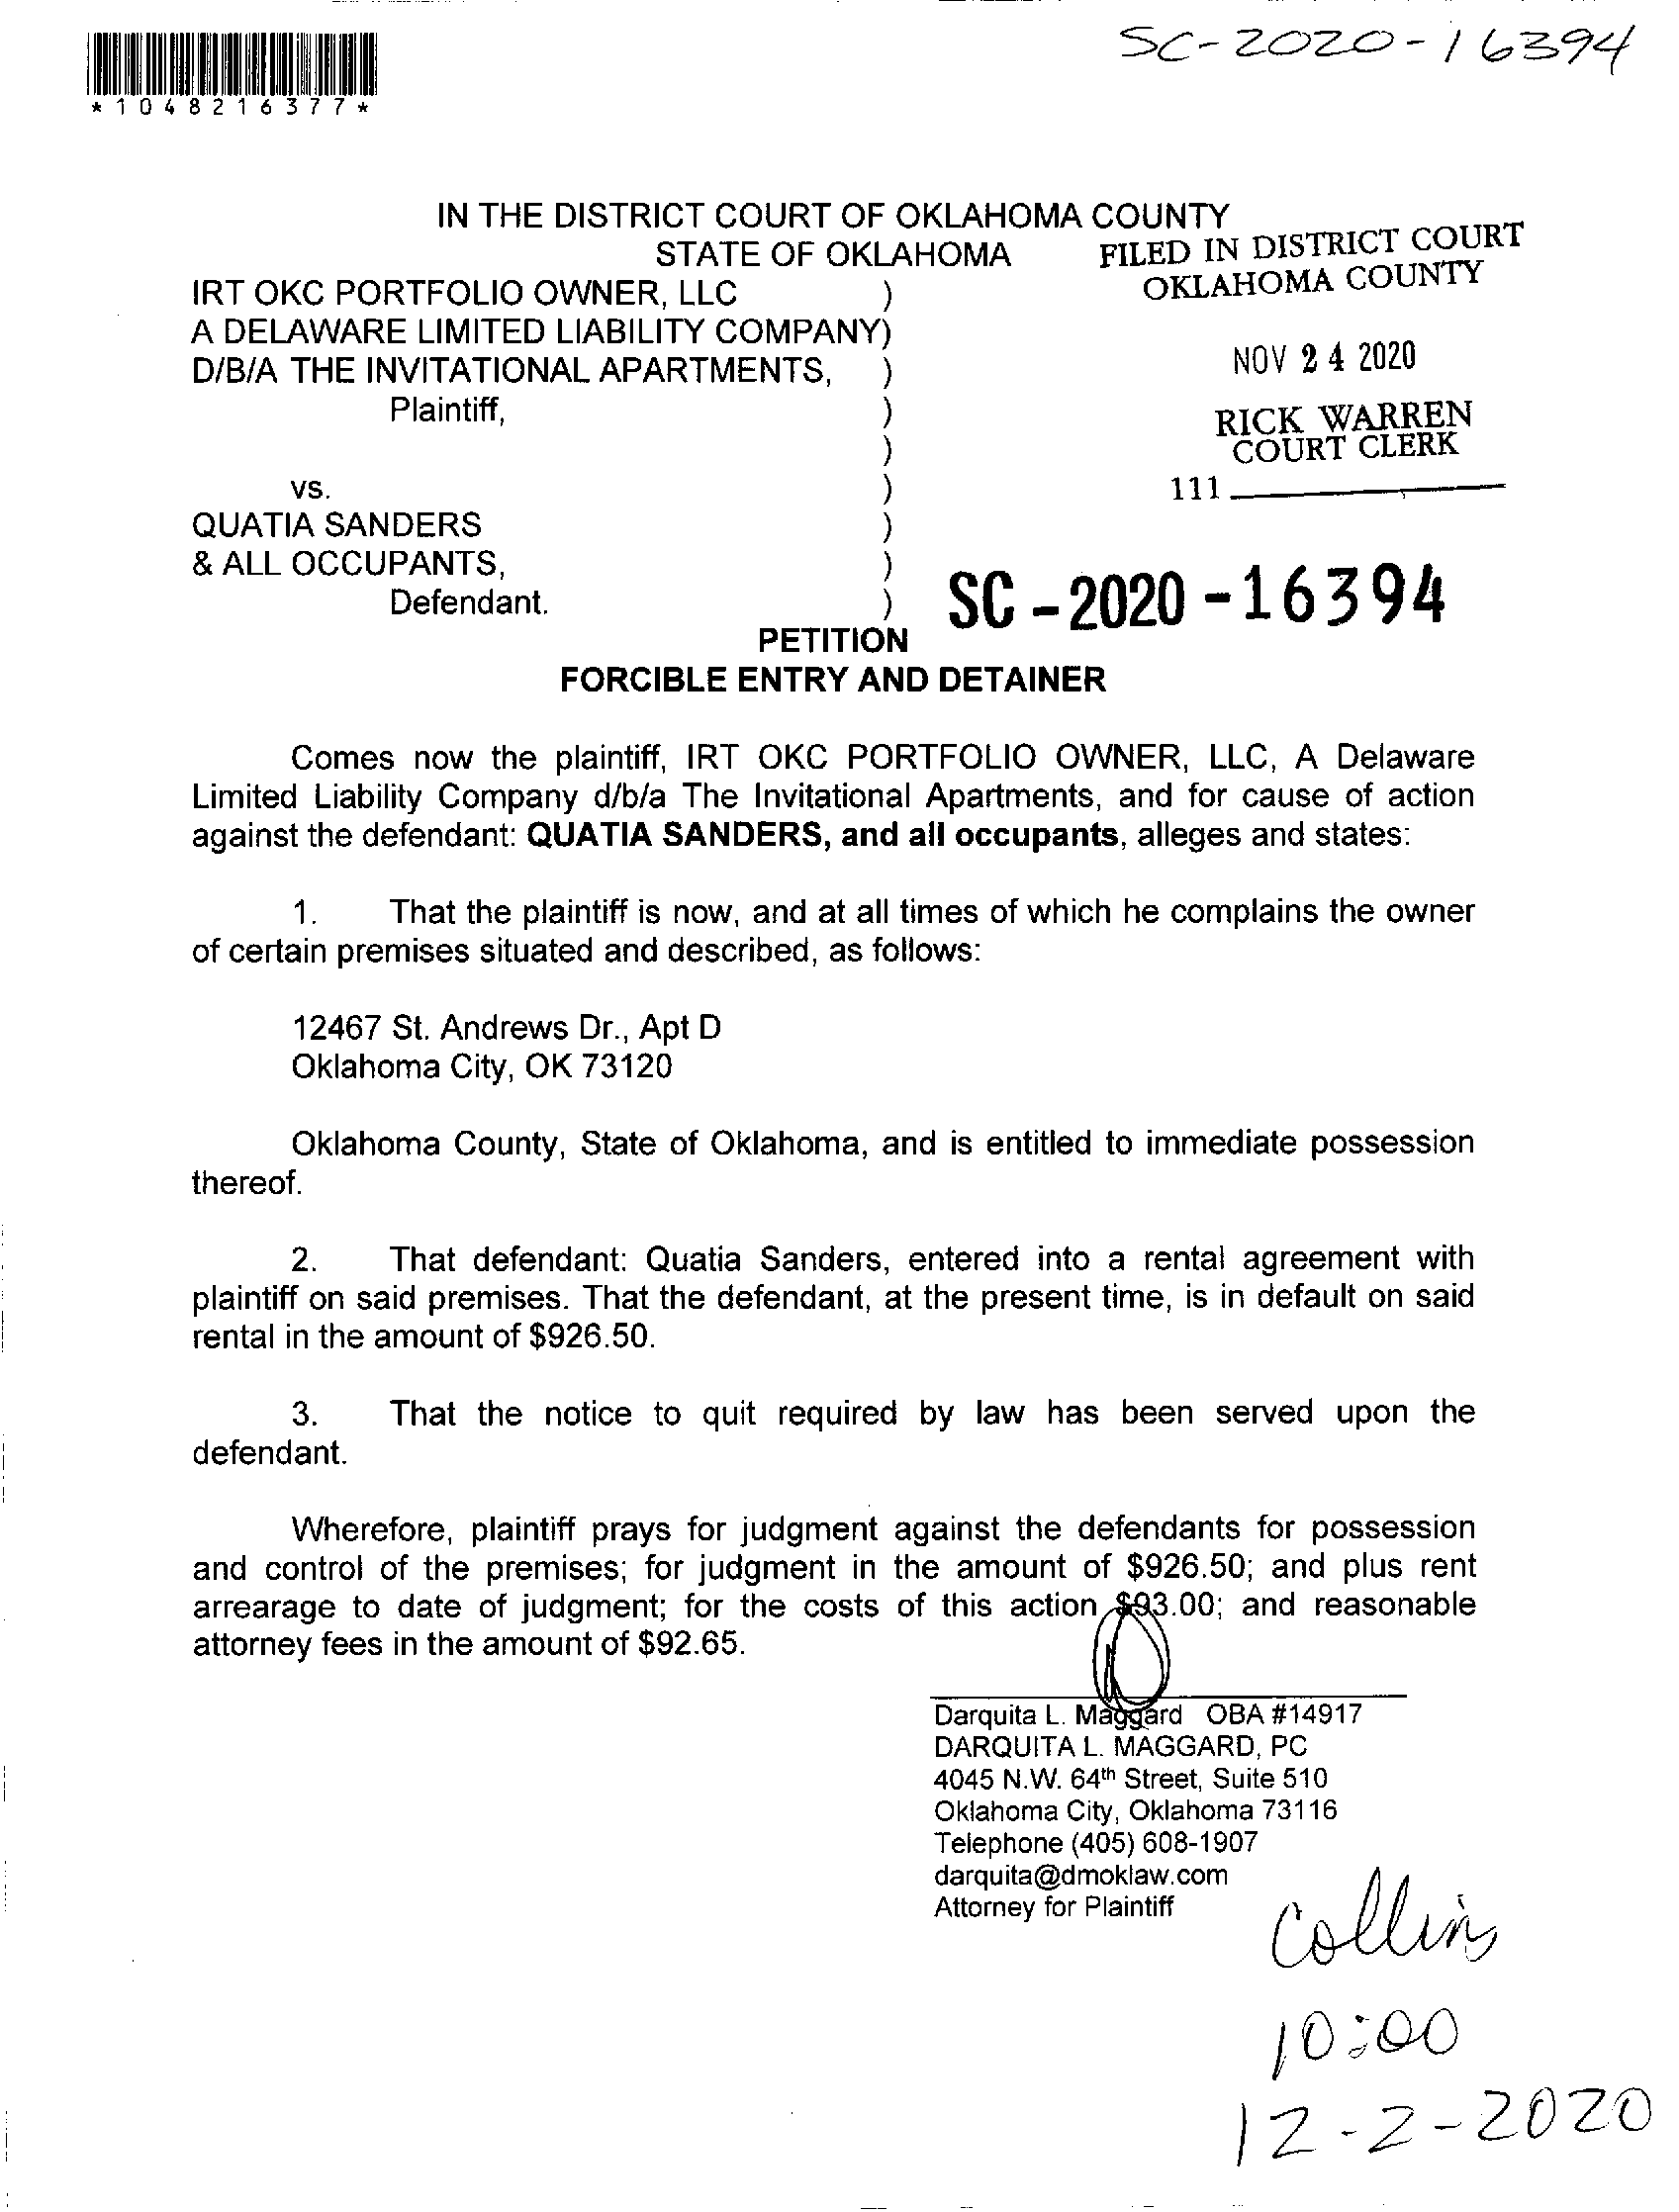 SC-2020-16394
*1048216377*
IN THE DISTRICT COURT OF OKLAHOMA COUNTY
STATE OF OKLAHOMA
FILED IN DISTRICT COURT
OKLAHOMA COUNTY
IRT OKC PORTFOLIO OWNER, LLC )
A DELAWARE LIMITED LIABILITY COMPANY)
D/B/A THE INVITATIONAL APARTMENTS, )
NOV 24 2020
Plaintiff, )
RICK WARREN
COURT CLERK
)
vs. )
111
QUATIA SANDERS )
& ALL OCCUPANTS, )
Defendant. )
SC-2020-16394
PETITION
FORCIBLE ENTRY AND DETAINER
Comes now the plaintiff, IRT OKC PORTFOLIO OWNER, LLC, A Delaware
Limited Liability Company d/b/a The Invitational Apartments, and for cause of action
against the defendant: QUATIA SANDERS, and all occupants, alleges and states:
1. That the plaintiff is now, and at all times of which he complains the owner
of certain premises situated and described, as follows:
12467 St. Andrews Dr., Apt D
Oklahoma City, OK 73120
Oklahoma County, State of Oklahoma, and is entitled to immediate possession
thereof.
2. That defendant: Quatia Sanders, entered into a rental agreement with
plaintiff on said premises. That the defendant, at the present time, is in default on said
rental in the amount of $926.50.
3. That the notice to quit required by law has been served upon the
defendant.
Wherefore, plaintiff prays for judgment against the defendants for possession
and control of the premises; for judgment in the amount of $926.50; and plus rent
arrearage to date of judgment; for the costs of this action $93.00; and reasonable
attorney fees in the amount of $92.65.
Darquita L. Maggard OBA #14917
DARQUITA L. MAGGARD, PC
4045 N.W. 64th Street, Suite 510
Oklahoma City, Oklahoma 73116
Telephone (405) 608-1907
darquita@dmoklaw.com
Attorney for Plaintiff
Collins
10:00
12-2-2020